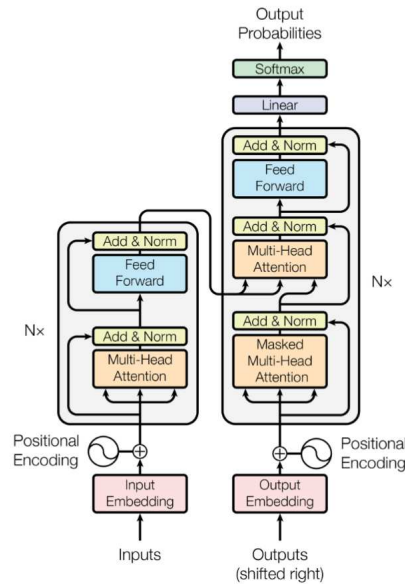 Output
Probabilities
Softmax
Linear
Add & Norm
Feed
Forward
Add & Norm
Multi-Head
Attention
Add & Norm
Masked
Multi-Head
Attention
Nx
Add & Norm
Feed
Forward
Add & Norm
Multi-Head
Attention
Nx
Positional
Encoding
Positional
Encoding
Input
Embedding
Output
Embedding
Inputs
Outputs
(shifted right)